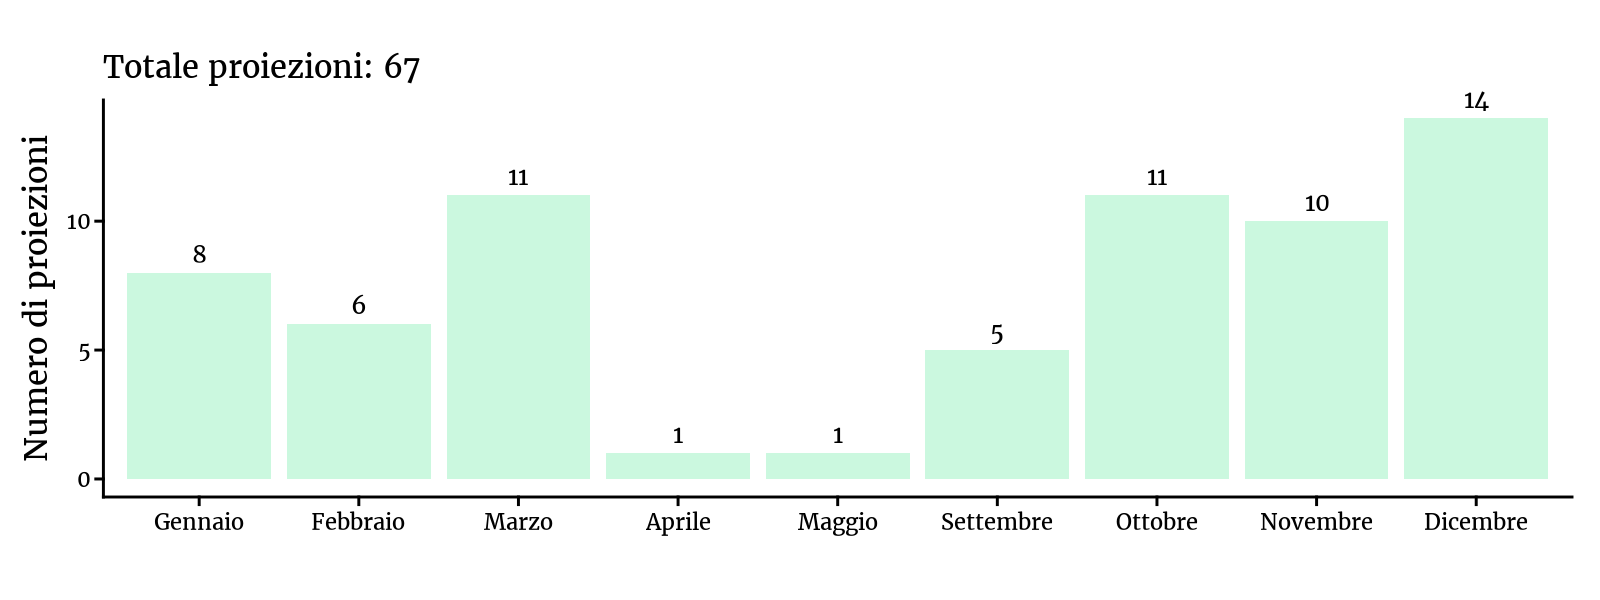 Totale proiezioni: 67
Numero di proiezioni
10
5
0
8
6
11
1
1
5
11
10
14
Gennaio
Febbraio
Marzo
Aprile
Maggio
Settembre
Ottobre
Novembre
Dicembre